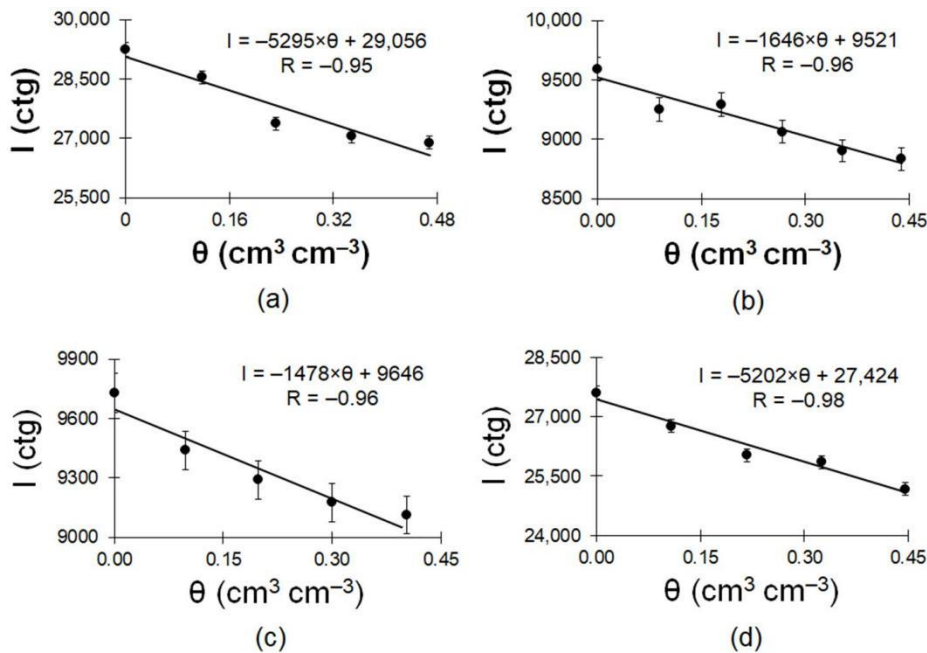 30,000
28,500
27,000
25,500
I (ctg)
I = –5295×θ + 29,056
R = –0.95
0 0.16 0.32 0.48
θ (cm³ cm⁻³)
(a)
10,000
9500
9000
8500
I (ctg)
I = –1646×θ + 9521
R = –0.96
0.00 0.15 0.30 0.45
θ (cm³ cm⁻³)
(b)
9900
9600
9300
9000
I (ctg)
I = –1478×θ + 9646
R = –0.96
0.00 0.15 0.30 0.45
θ (cm³ cm⁻³)
(c)
28,500
27,000
25,500
24,000
I (ctg)
I = –5202×θ + 27,424
R = –0.98
0.00 0.15 0.30 0.45
θ (cm³ cm⁻³)
(d)